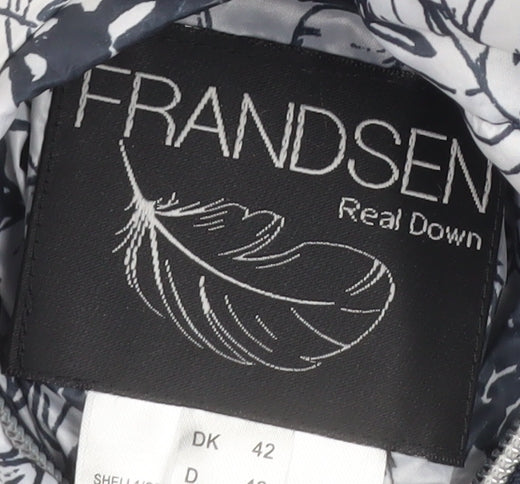 FRANDSEN
Real Down
DK 42
D